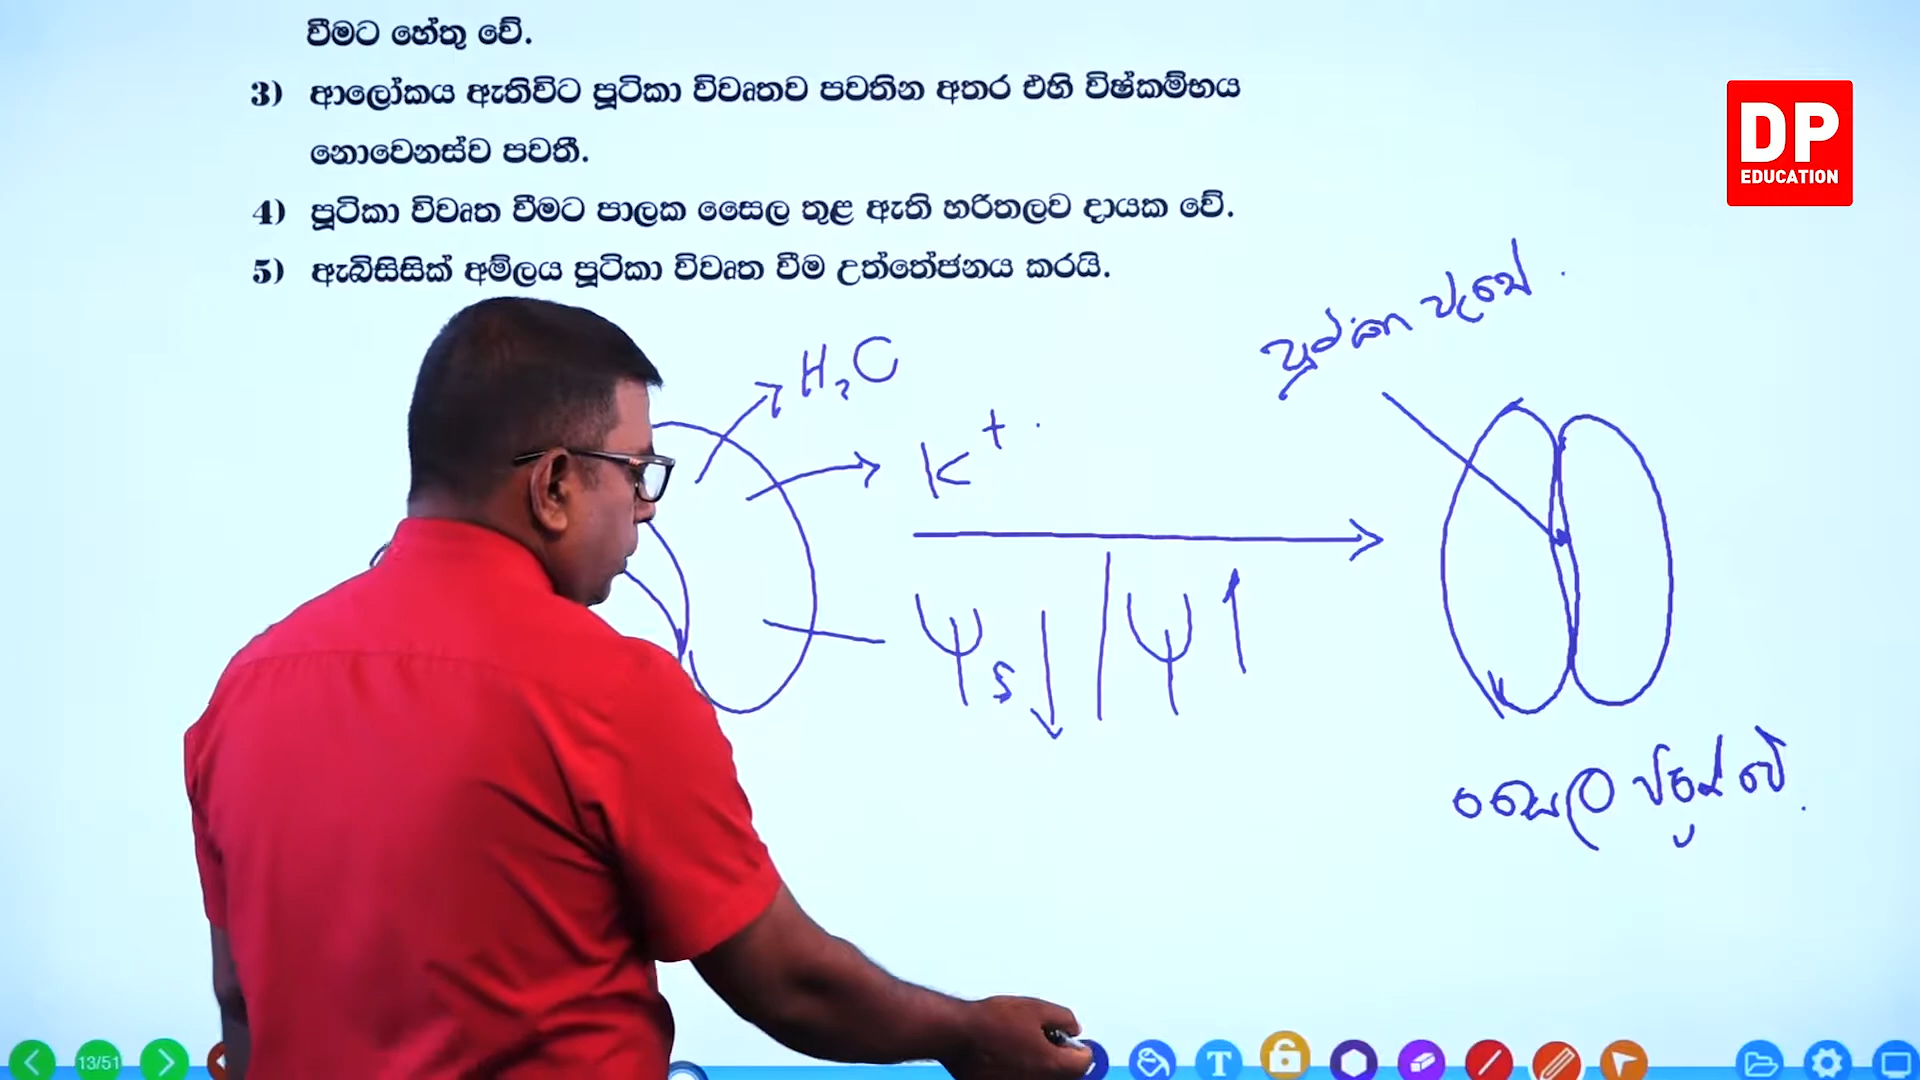 වීමට හේතු වේ.
3) ආලෝකය ඇතිවිට පූටිකා විවෘතව පවතින අතර එහි විෂ්කම්භය
නොවෙනස්ව පවතී.
4) පූටිකා විවෘත වීමට පාලක සෛල තුළ ඇති හරිතලව දායක වේ.
5) ඇබිසිසික් අම්ලය පූටිකා විවෘත වීම උත්තේජනය කරයි.
DP
EDUCATION
පූටිකා වැසේ.
H₂O
K⁺
Ψs↓ | Ψ↑
සෛල
වේ.
13/51
T